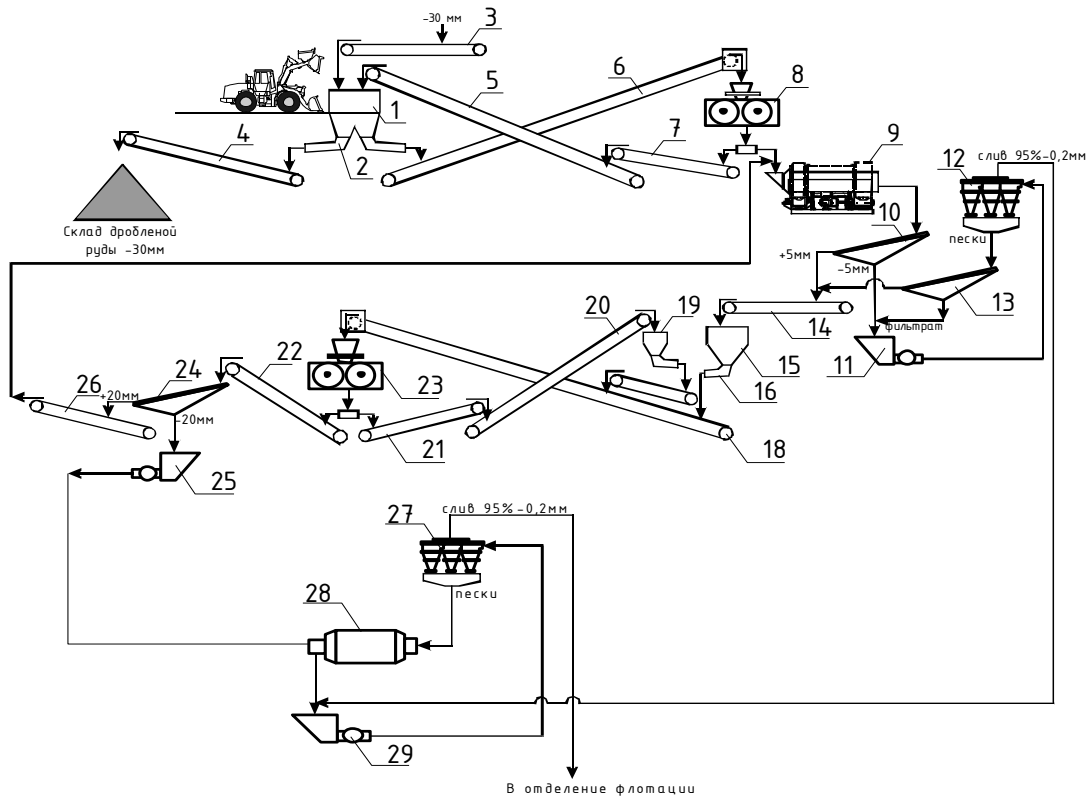 -30 мм
3
6
5
8
1
4
2
7
9
12
слив 95% -0,2мм
10
пески
+5мм
-5мм
13
14
фильтрат
11
Склад дробленой
руды -30мм
20
19
15
16
22
23
24
26
+20мм
-20мм
21
18
25
27
слив 95% -0,2мм
пески
28
29
В отделение флотации